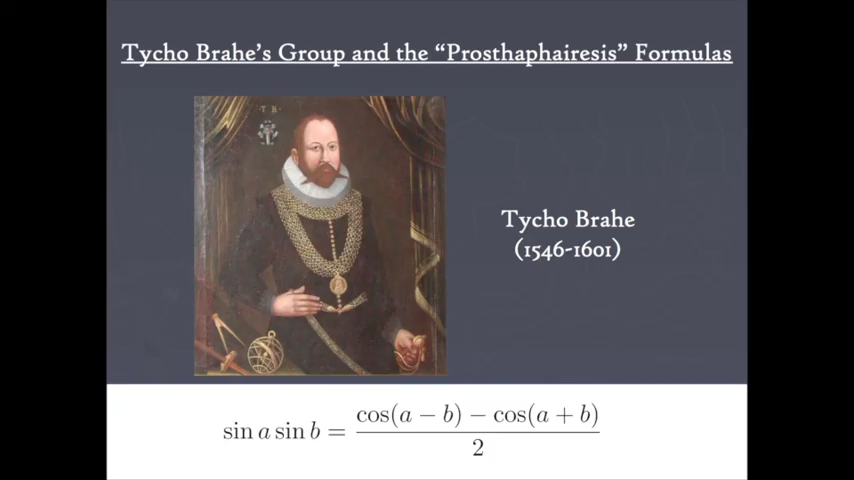 Tycho Brahe's Group and the “Prosthaphairesis” Formulas
·T B·
Tycho Brahe
(1546-1601)
sin a sin b = cos(a − b) − cos(a + b) / 2